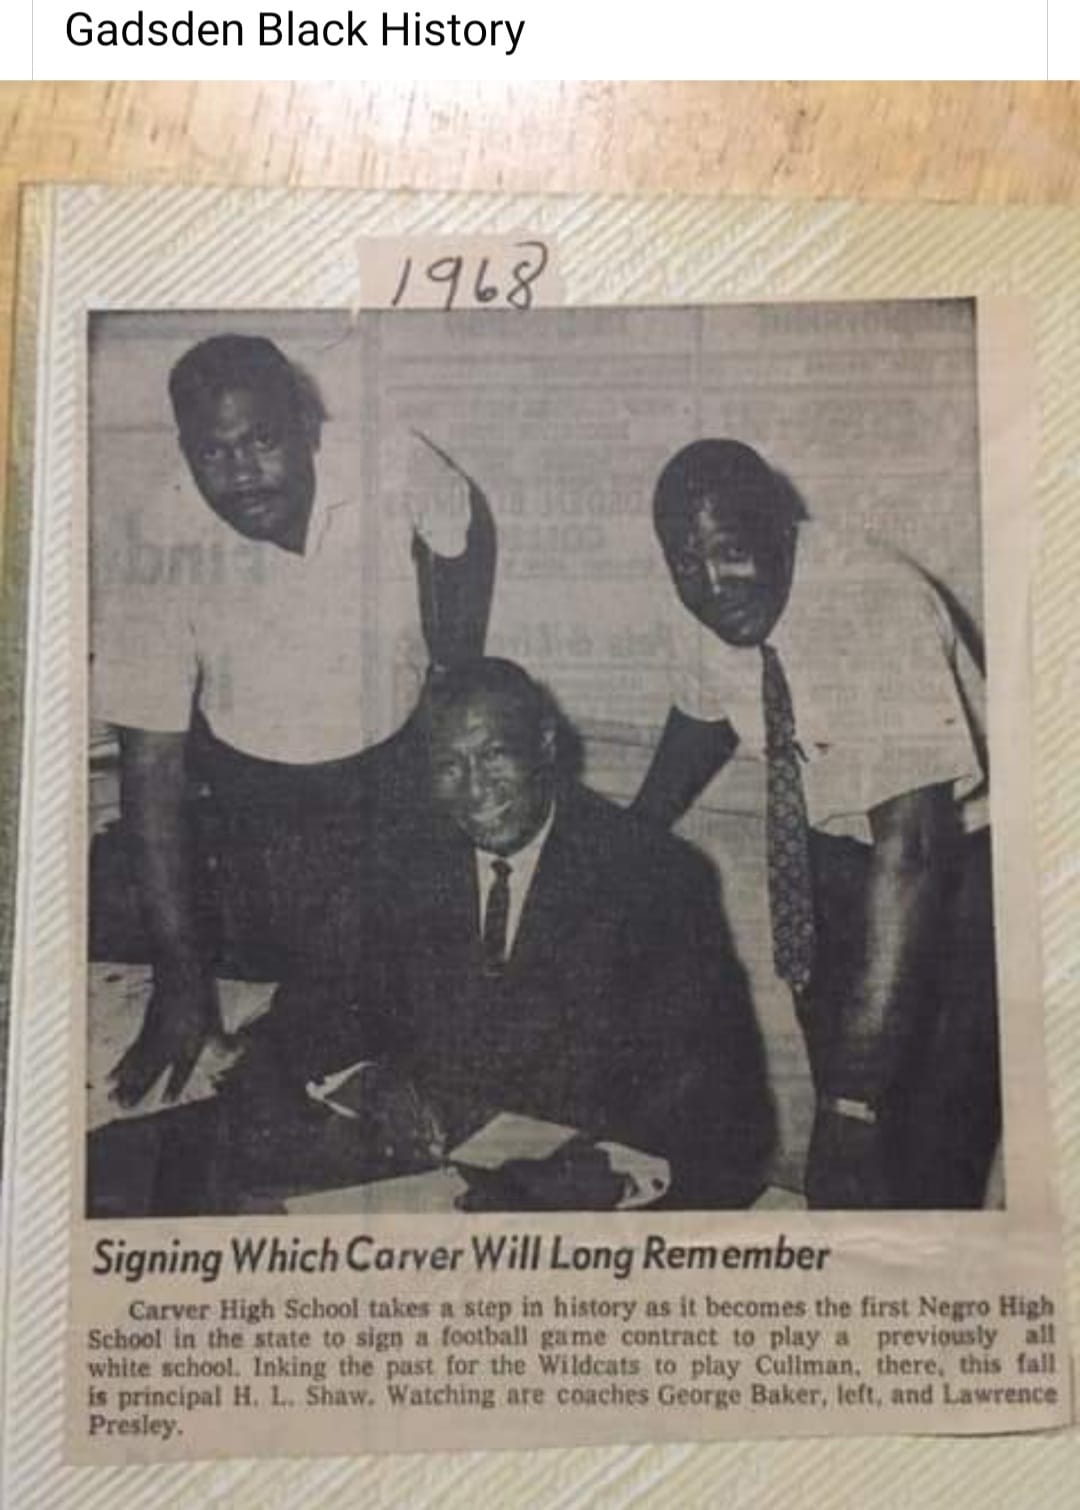 Gadsden Black History
1968
Signing Which Carver Will Long Remember
Carver High School takes a step in history as it becomes the first Negro High
School in the state to sign a football game contract to play a previously all
white school. Inking the past for the Wildcats to play Cullman, there, this fall
is principal H. L. Shaw. Watching are coaches George Baker, left, and Lawrence
Presley.